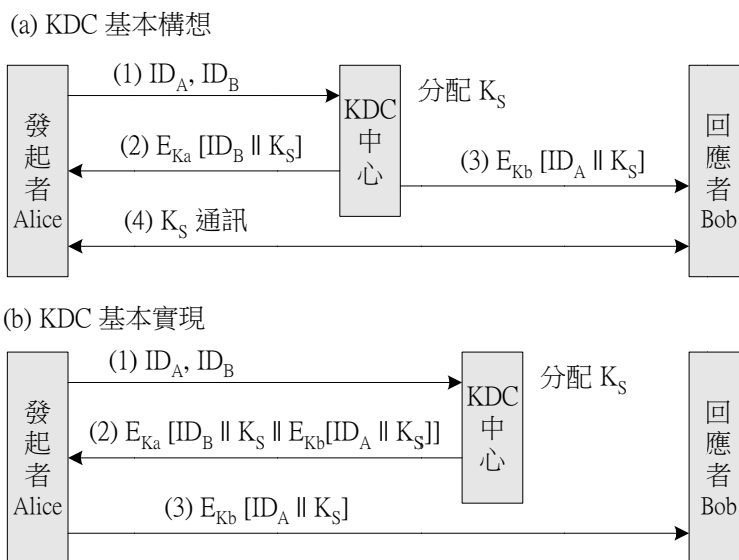 (a) KDC 基本構想
(1) ID_A, ID_B
分配 K_S
KDC
中
心
發
起
者
Alice
(2) E_Ka [ID_B || K_S]
(3) E_Kb [ID_A || K_S]
回
應
者
Bob
(4) K_S 通訊
(b) KDC 基本實現
(1) ID_A, ID_B
分配 K_S
KDC
中
心
發
起
者
Alice
(2) E_Ka [ID_B || K_S || E_Kb[ID_A || K_S]]
回
應
者
Bob
(3) E_Kb [ID_A || K_S]